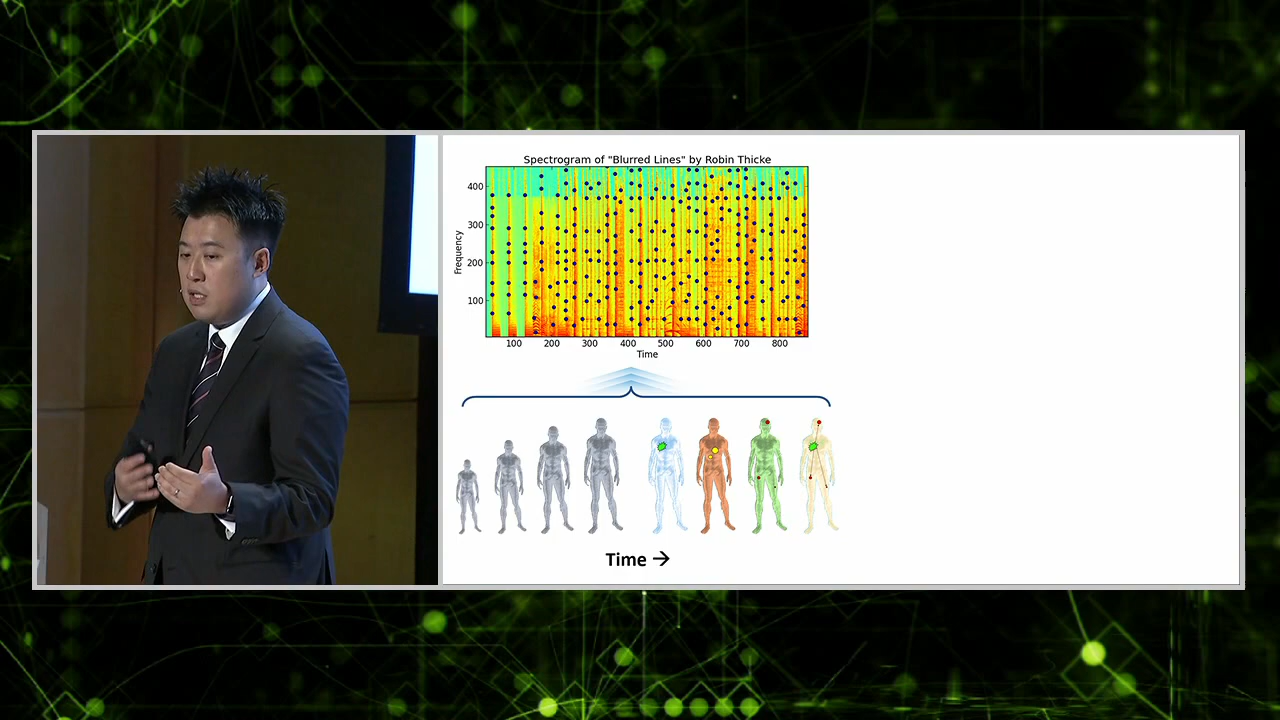 Spectrogram of "Blurred Lines" by Robin Thicke
Frequency
400
300
200
100
100 200 300 400 500 600 700 800
Time
Time →